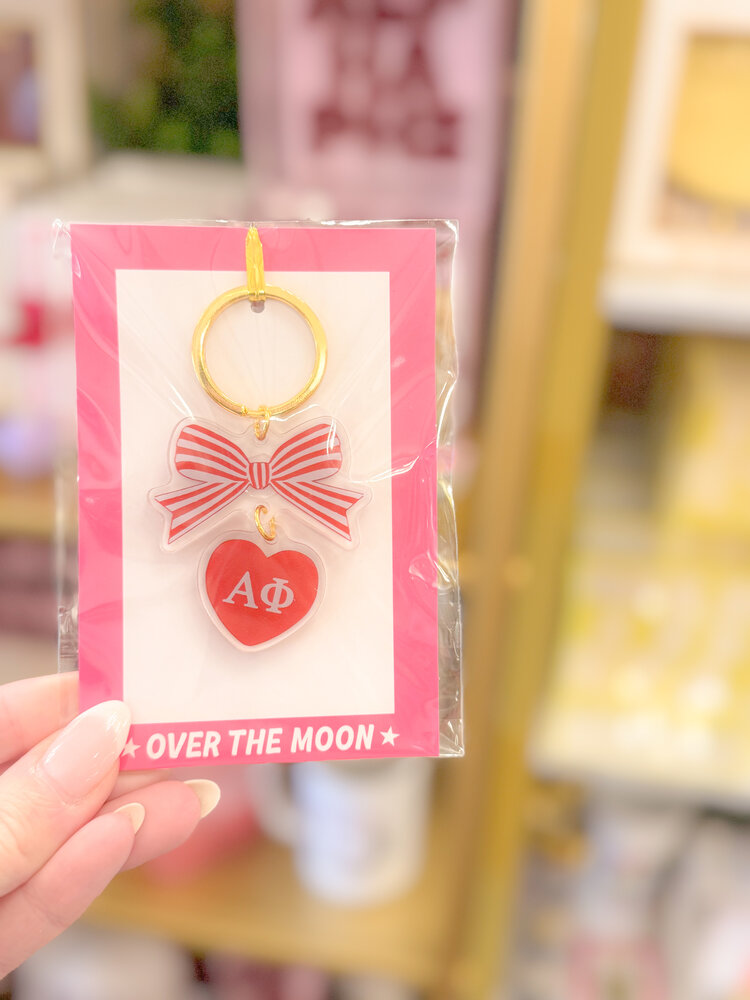 ΑΦ
★ OVER THE MOON ★